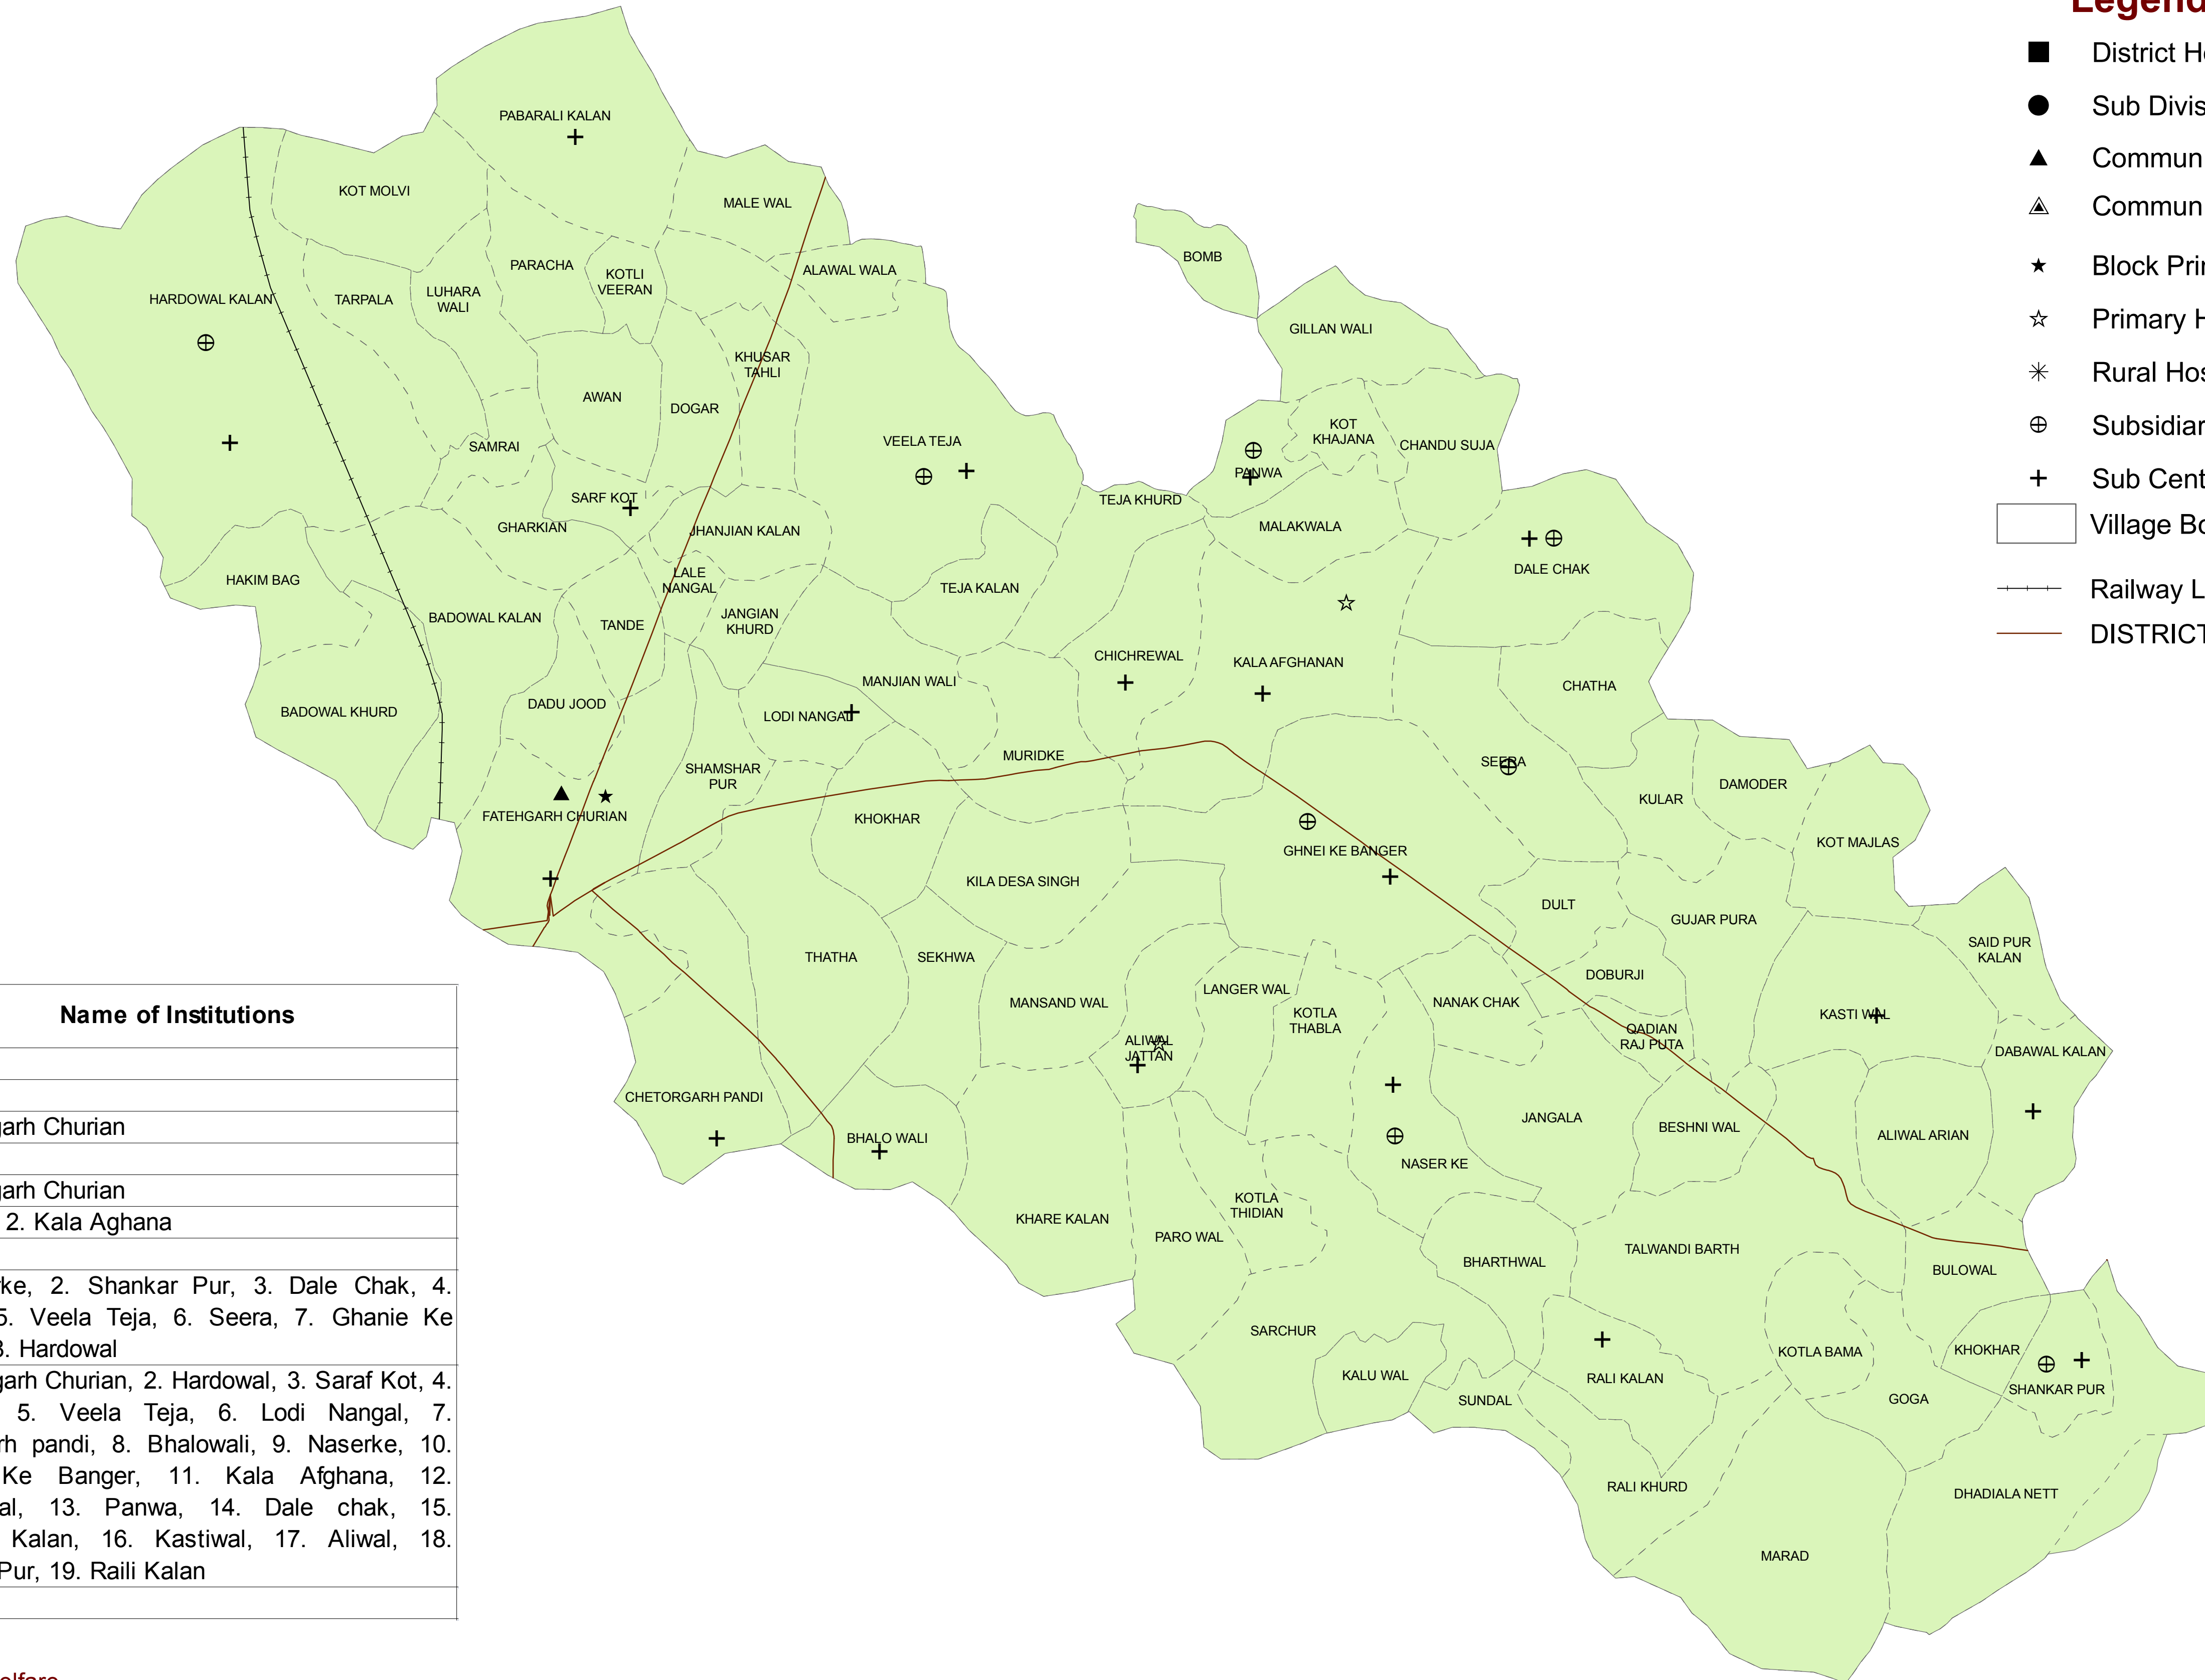 Legend
District H
Sub Divis
Commun
Commun
Block Pri
Primary H
Rural Hos
Subsidiar
Sub Cent
Village Bo
Railway L
DISTRICT
PABARALI KALAN
KOT MOLVI
MALE WAL
BOMB
PARACHA
KOTLI
VEERAN
ALAWAL WALA
HARDOWAL KALAN
TARPALA
LUHARA
WALI
GILLAN WALI
KHUSAR
TAHLI
AWAN
DOGAR
KOT
KHAJANA
CHANDU SUJA
SAMRAI
VEELA TEJA
PANWA
SARF KOT
TEJA KHURD
GHARKIAN
JHANJIAN KALAN
MALAKWALA
DALE CHAK
HAKIM BAG
LALE
NANGAL
TEJA KALAN
BADOWAL KALAN
TANDE
JANGIAN
KHURD
CHICHREWAL
KALA AFGHANAN
MANJIAN WALI
CHATHA
BADOWAL KHURD
DADU JOOD
LODI NANGAL
MURIDKE
SEERA
SHAMSHAR
PUR
DAMODER
KULAR
FATEHGARH CHURIAN
KHOKHAR
KOT MAJLAS
GHNEI KE BANGER
KILA DESA SINGH
DULT
GUJAR PURA
SAID PUR
KALAN
THATHA
SEKHWA
DOBURJI
LANGER WAL
MANSAND WAL
NANAK CHAK
KOTLA
THABLA
KASTI WAL
QADIAN
RAJ PUTA
ALIWAL
JATTAN
DABAWAL KALAN
CHETORGARH PANDI
JANGALA
BESHNI WAL
ALIWAL ARIAN
BHALO WALI
NASER KE
KOTLA
THIDIAN
KHARE KALAN
PARO WAL
TALWANDI BARTH
BHARTHWAL
BULOWAL
SARCHUR
KOTLA BAMA
KHOKHAR
KALU WAL
RALI KALAN
SHANKAR PUR
SUNDAL
GOGA
RALI KHURD
DHADIALA NETT
MARAD
Name of Institutions
garh Churian
garh Churian
2. Kala Aghana
rke, 2. Shankar Pur, 3. Dale Chak, 4.
5. Veela Teja, 6. Seera, 7. Ghanie Ke
8. Hardowal
garh Churian, 2. Hardowal, 3. Saraf Kot, 4.
5. Veela Teja, 6. Lodi Nangal, 7.
rh pandi, 8. Bhalowali, 9. Naserke, 10.
Ke Banger, 11. Kala Afghana, 12.
al, 13. Panwa, 14. Dale chak, 15.
Kalan, 16. Kastiwal, 17. Aliwal, 18.
Pur, 19. Raili Kalan